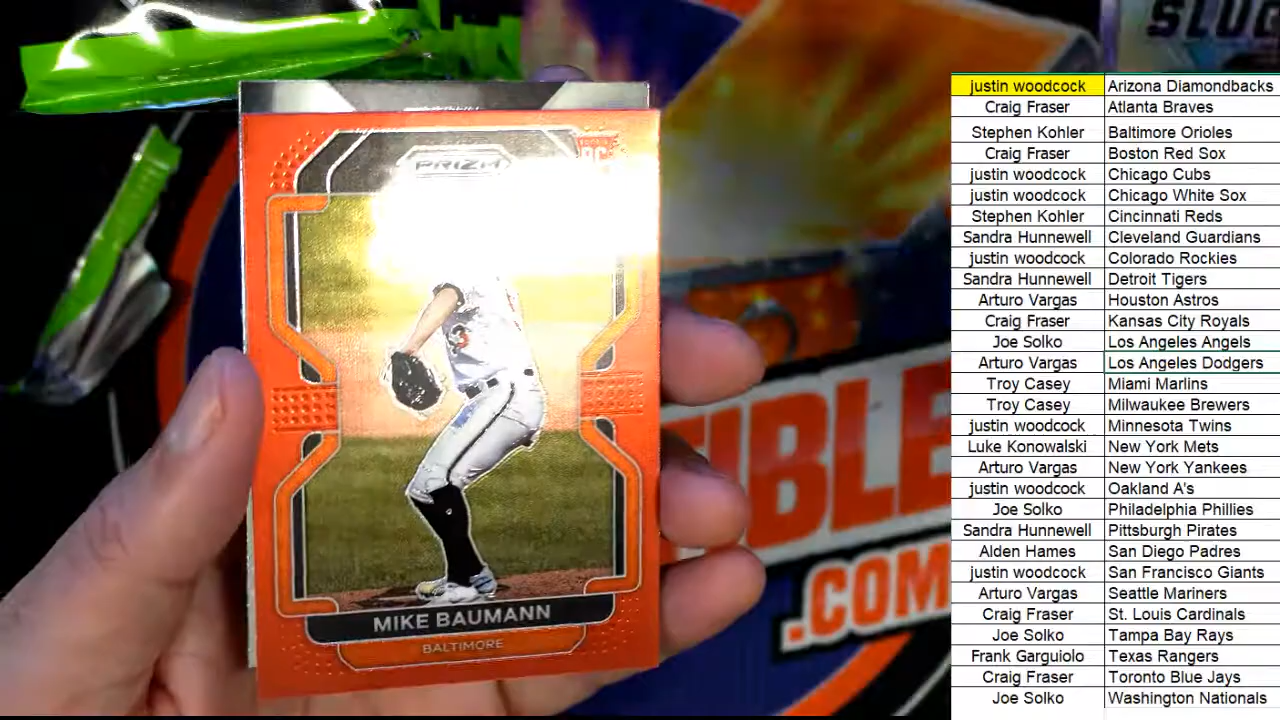 SLUG
PRIZM
RC
3
MIKE BAUMANN
BALTIMORE
IBLE
.COM
justin woodcock Arizona Diamondbacks
Craig Fraser Atlanta Braves
Stephen Kohler Baltimore Orioles
Craig Fraser Boston Red Sox
justin woodcock Chicago Cubs
justin woodcock Chicago White Sox
Stephen Kohler Cincinnati Reds
Sandra Hunnewell Cleveland Guardians
justin woodcock Colorado Rockies
Sandra Hunnewell Detroit Tigers
Arturo Vargas Houston Astros
Craig Fraser Kansas City Royals
Joe Solko Los Angeles Angels
Arturo Vargas Los Angeles Dodgers
Troy Casey Miami Marlins
Troy Casey Milwaukee Brewers
justin woodcock Minnesota Twins
Luke Konowalski New York Mets
Arturo Vargas New York Yankees
justin woodcock Oakland A's
Joe Solko Philadelphia Phillies
Sandra Hunnewell Pittsburgh Pirates
Alden Hames San Diego Padres
justin woodcock San Francisco Giants
Arturo Vargas Seattle Mariners
Craig Fraser St. Louis Cardinals
Joe Solko Tampa Bay Rays
Frank Garguiolo Texas Rangers
Craig Fraser Toronto Blue Jays
Joe Solko Washington Nationals